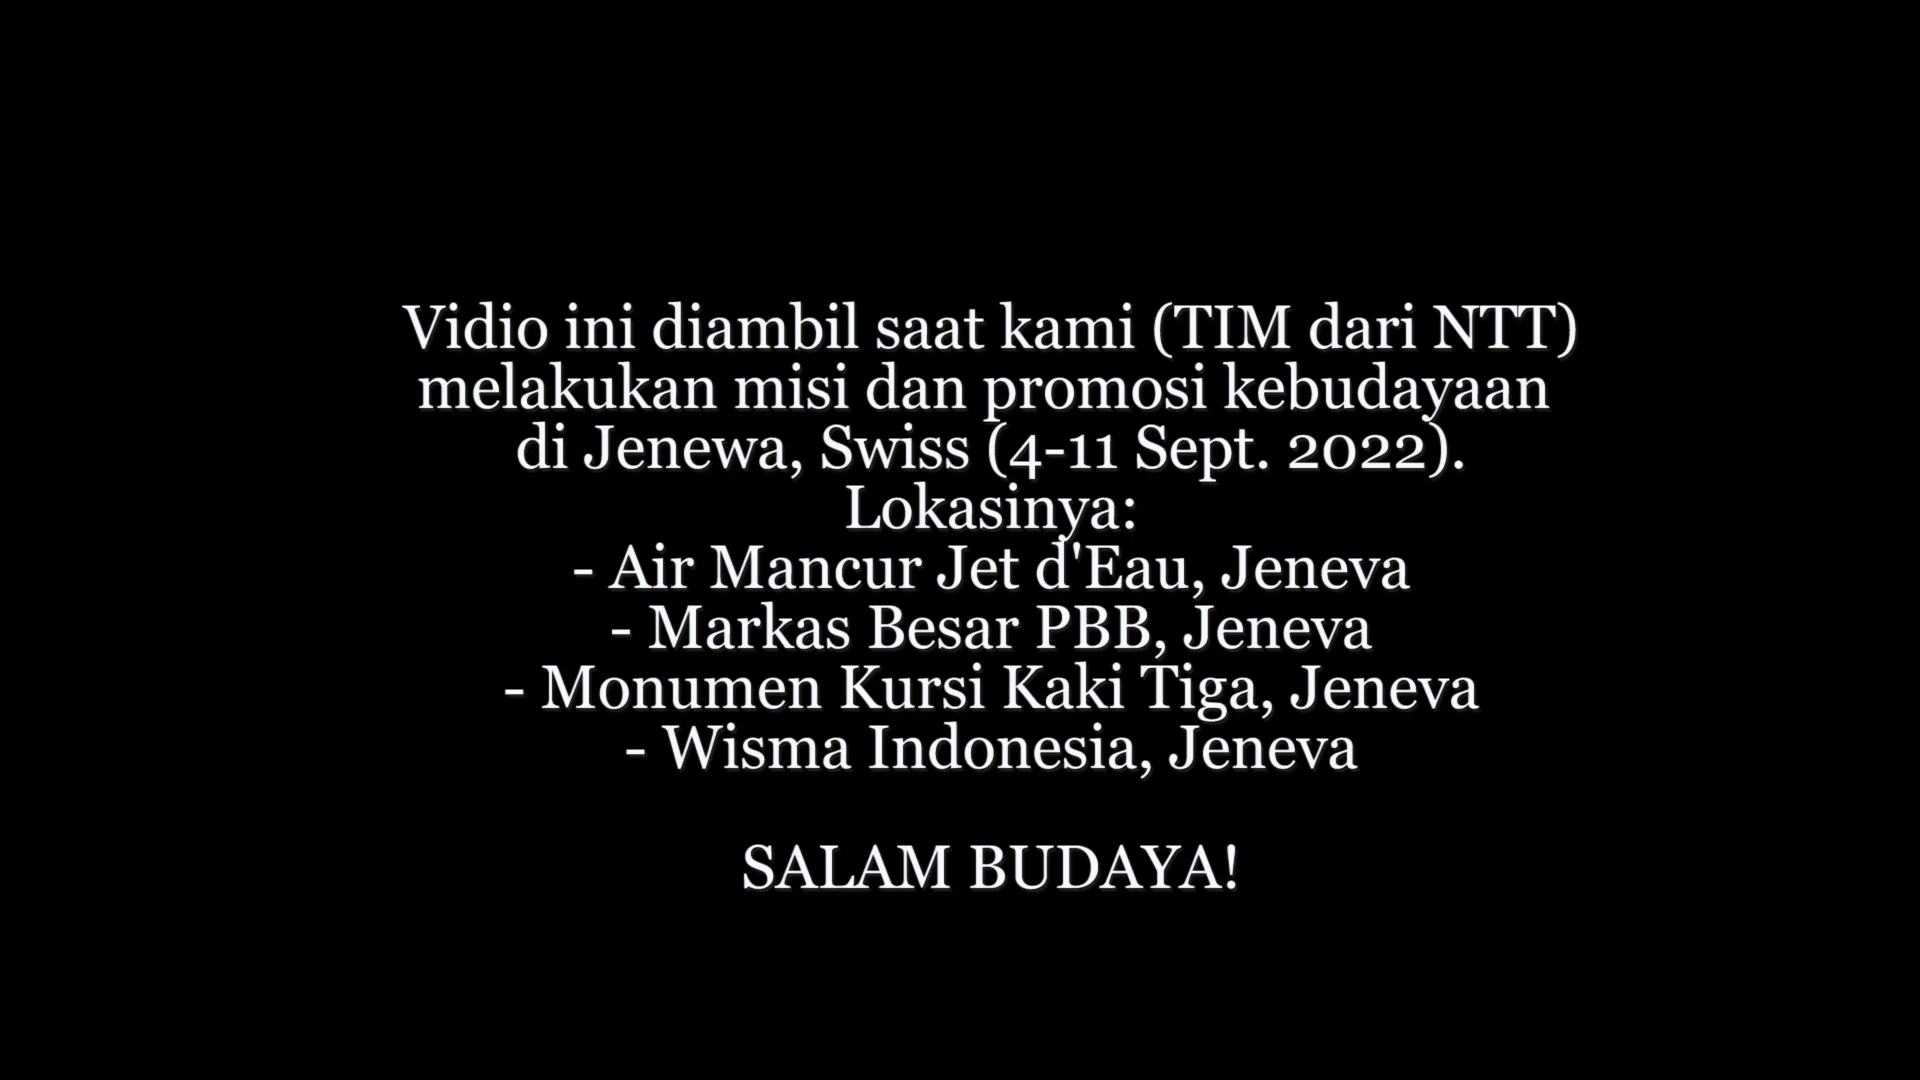 Vidio ini diambil saat kami (TIM dari NTT)
melakukan misi dan promosi kebudayaan
di Jenewa, Swiss (4-11 Sept. 2022).
Lokasinya:
- Air Mancur Jet d'Eau, Jeneva
- Markas Besar PBB, Jeneva
- Monumen Kursi Kaki Tiga, Jeneva
- Wisma Indonesia, Jeneva
SALAM BUDAYA!